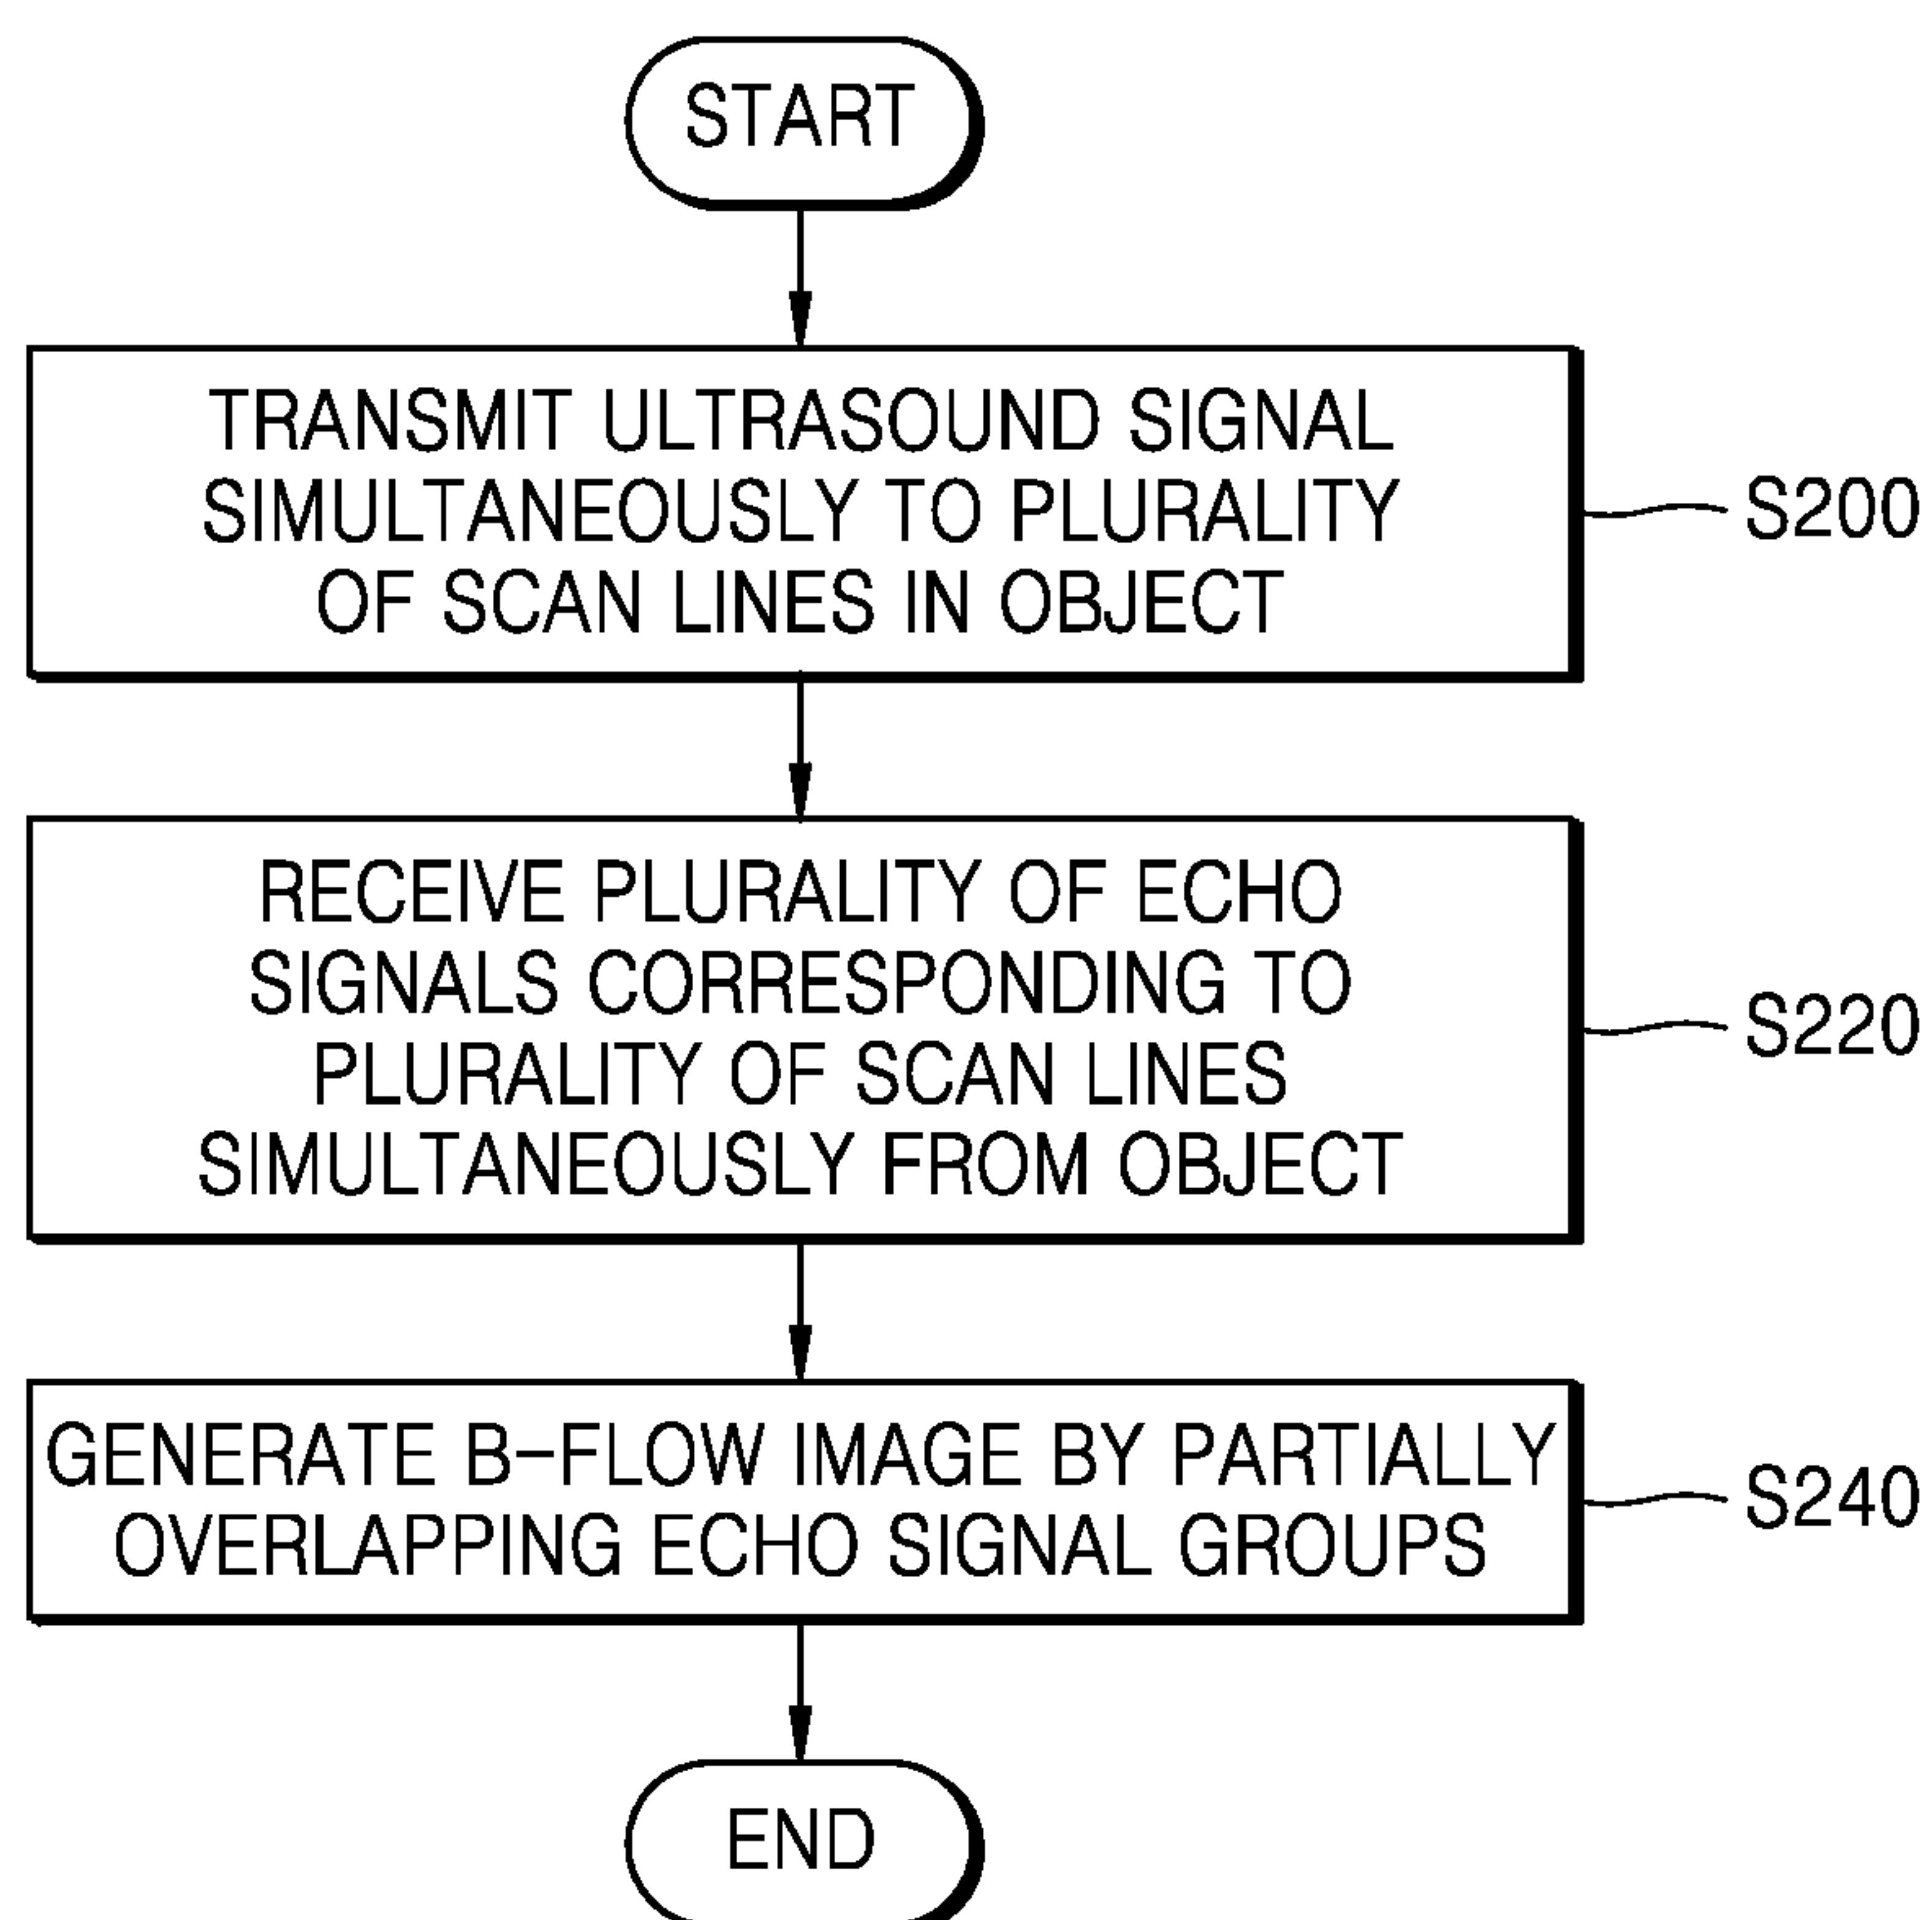 START
TRANSMIT ULTRASOUND SIGNAL
SIMULTANEOUSLY TO PLURALITY
OF SCAN LINES IN OBJECT
S200
RECEIVE PLURALITY OF ECHO
SIGNALS CORRESPONDING TO
PLURALITY OF SCAN LINES
SIMULTANEOUSLY FROM OBJECT
S220
GENERATE B-FLOW IMAGE BY PARTIALLY
OVERLAPPING ECHO SIGNAL GROUPS
S240
END